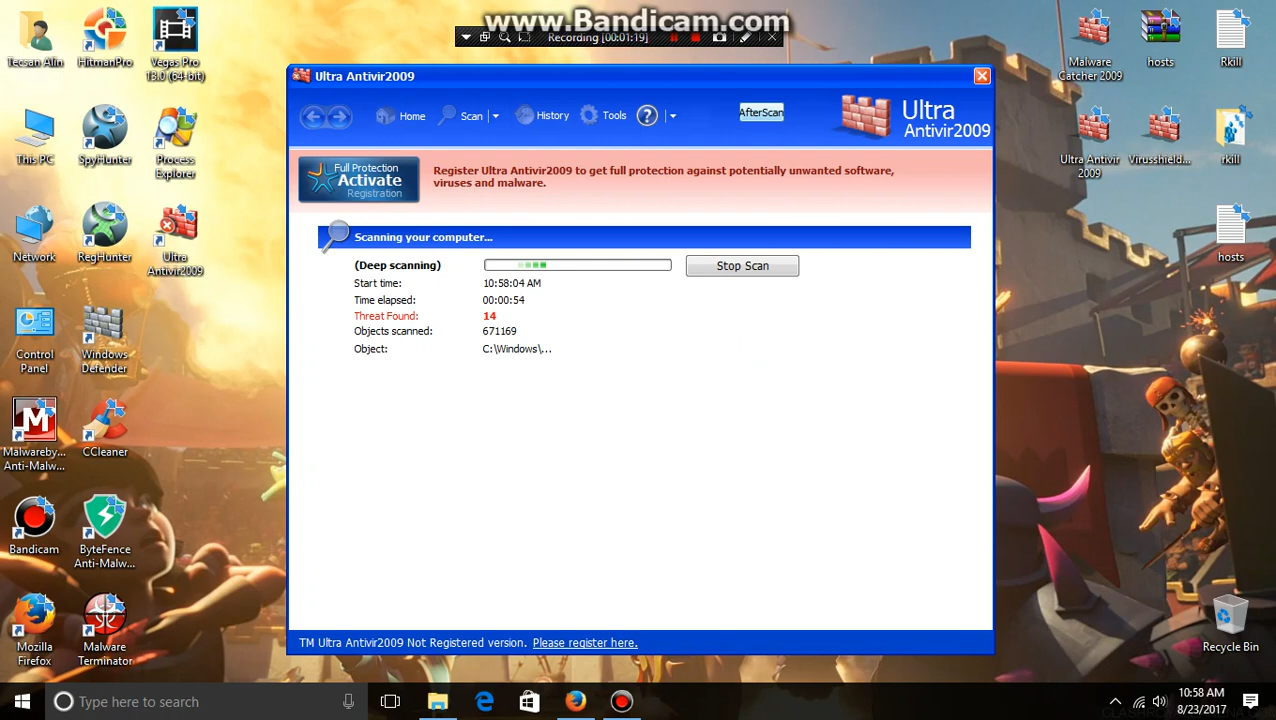 www.Bandicam.com
Recording [00:01:19]
Tecsan Alin
HitmanPro
Vegas Pro
13.0 (64-bit)
Malware
Catcher 2009
hosts
Rkill
Ultra Antivir2009
Home
Scan
History
Tools
?
AfterScan
Ultra
Antivir2009
Full Protection
Activate
Registration
Register Ultra Antivir2009 to get full protection against potentially unwanted software,
viruses and malware.
This PC
SpyHunter
Process
Explorer
Ultra Antivir
2009
Virusshield...
rkill
Scanning your computer...
(Deep scanning)
Stop Scan
Start time: 10:58:04 AM
Time elapsed: 00:00:54
Threat Found: 14
Objects scanned: 671169
Object: C:\Windows\...
Network
RegHunter
Ultra
Antivir2009
hosts
Control
Panel
Windows
Defender
M
Malwareby...
Anti-Malw...
CCleaner
Bandicam
ByteFence
Anti-Malw...
Mozilla
Firefox
Malware
Terminator
Recycle Bin
TM Ultra Antivir2009 Not Registered version. Please register here.
Type here to search
10:58 AM
8/23/2017